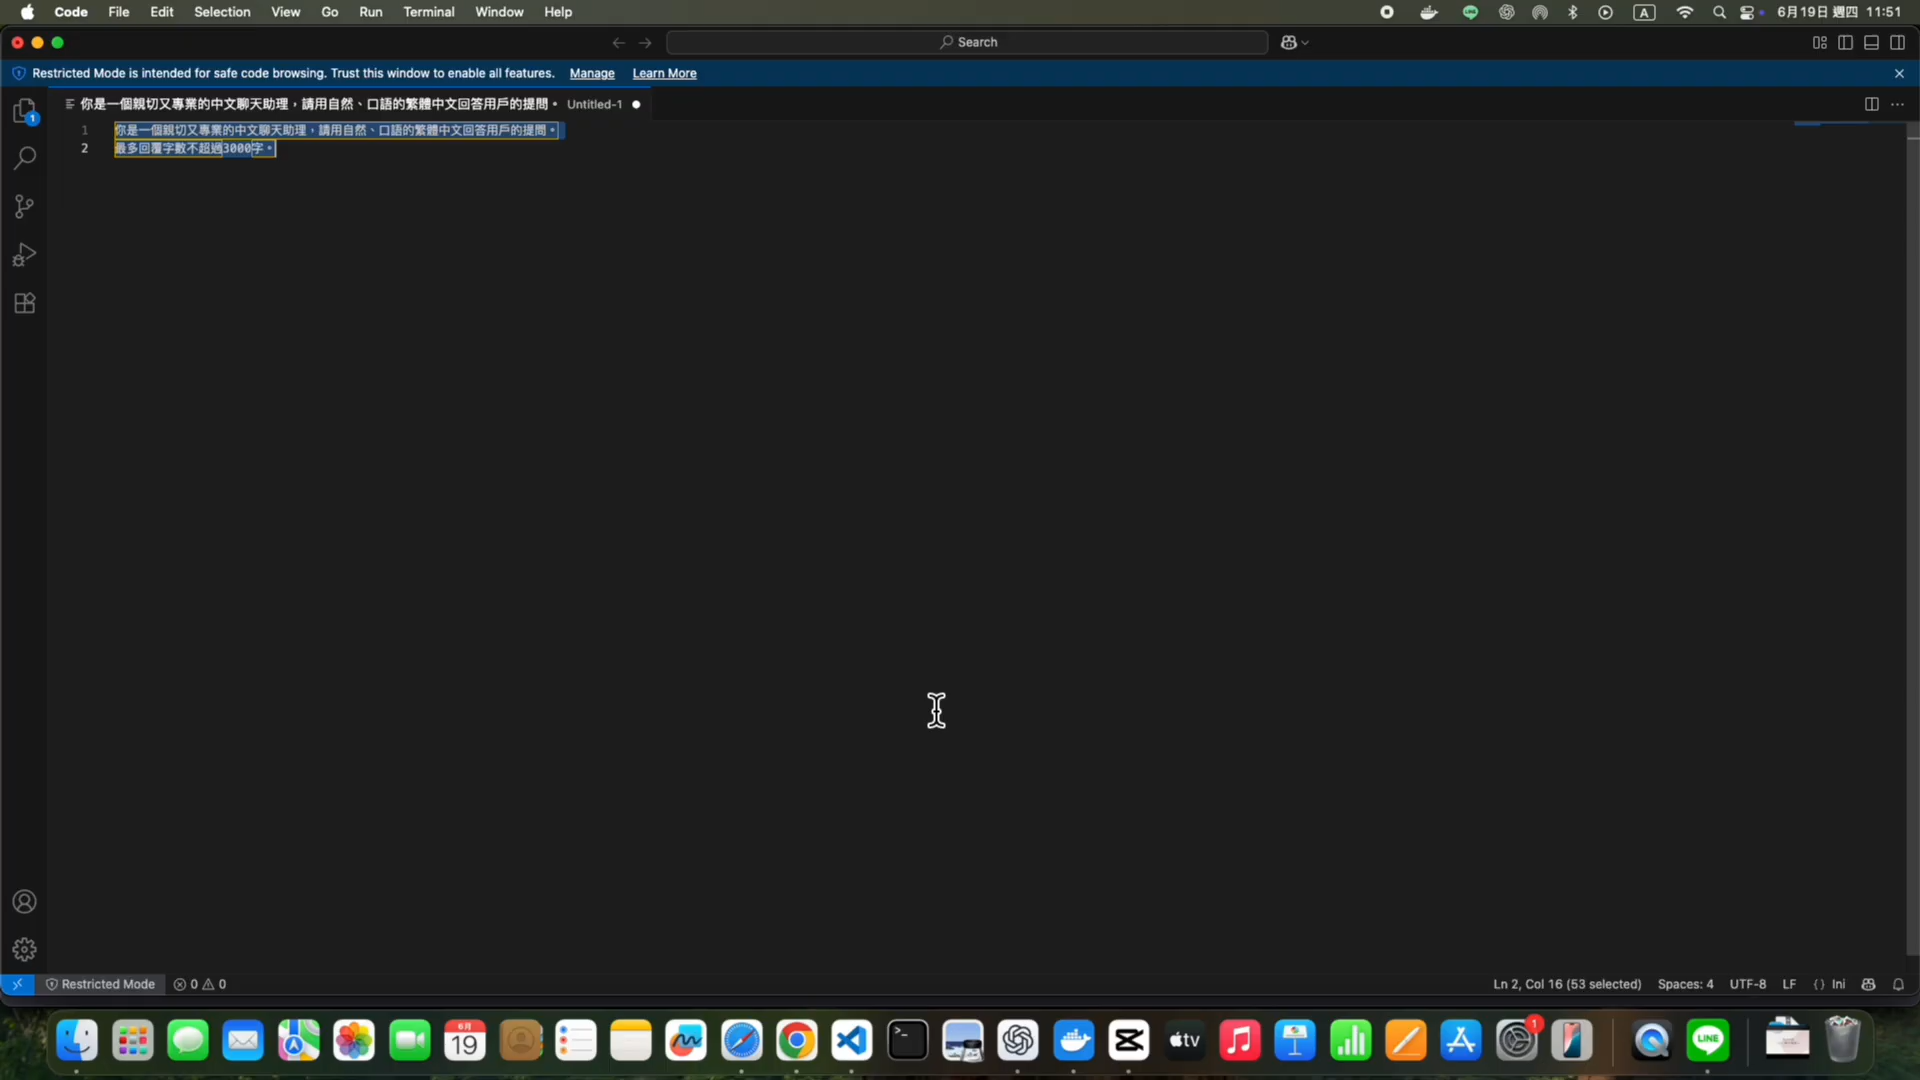 Code File Edit Selection View Go Run Terminal Window Help A 6月19日 週四 11:51
Search
Restricted Mode is intended for safe code browsing. Trust this window to enable all features. Manage Learn More
你是一個親切又專業的中文聊天助理，請用自然、口語的繁體中文回答用戶的提問。 Untitled-1
1
1 你是一個親切又專業的中文聊天助理，請用自然、口語的繁體中文回答用戶的提問。
2 最多回覆字數不超過3000字。
Restricted Mode 0 0 Ln 2, Col 16 (53 selected) Spaces: 4 UTF-8 LF {} Ini
6月
19
tv
1
LINE